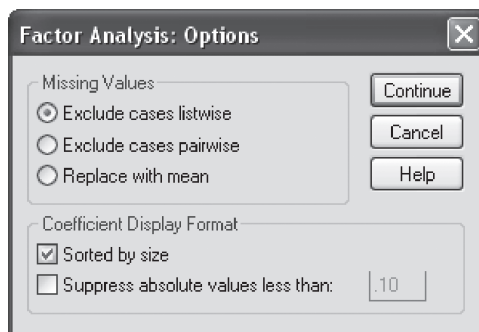 Factor Analysis: Options
Missing Values
Exclude cases listwise
Exclude cases pairwise
Replace with mean
Continue
Cancel
Help
Coefficient Display Format
Sorted by size
Suppress absolute values less than: .10